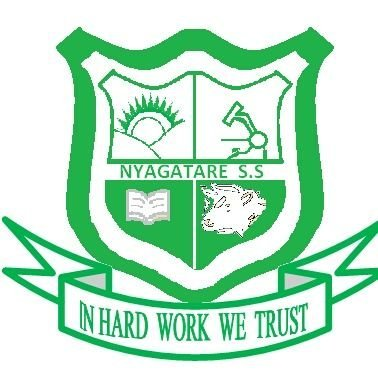 NYAGATARE S.S
IN HARD WORK WE TRUST